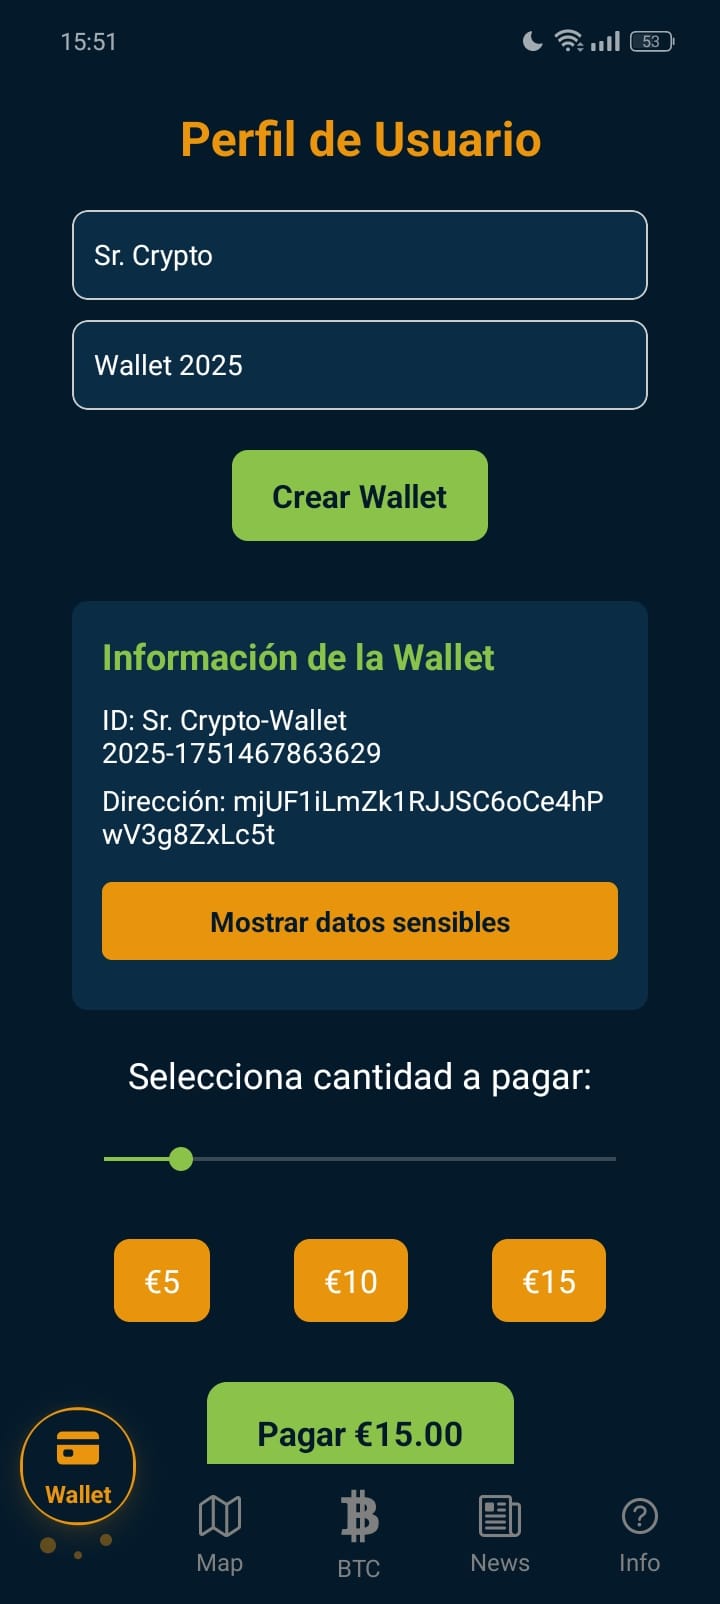 15:51
53
Perfil de Usuario
Sr. Crypto
Wallet 2025
Crear Wallet
Información de la Wallet
ID: Sr. Crypto-Wallet
2025-1751467863629
Dirección: mjUF1iLmZk1RJJSC6oCe4hP
wV3g8ZxLc5t
Mostrar datos sensibles
Selecciona cantidad a pagar:
€5 €10 €15
Pagar €15.00
Wallet Map BTC News Info